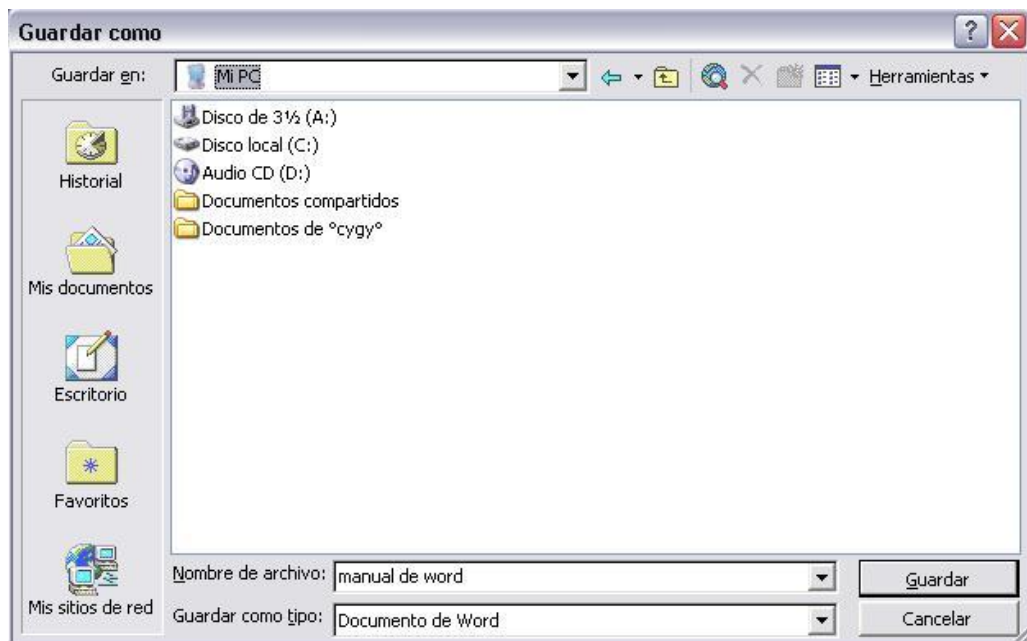 Guardar como
Guardar en: Mi PC Herramientas
Disco de 3½ (A:)
Disco local (C:)
Audio CD (D:)
Documentos compartidos
Documentos de °cygy°
Historial
Mis documentos
Escritorio
Favoritos
Mis sitios de red
Nombre de archivo: manual de word Guardar
Guardar como tipo: Documento de Word Cancelar